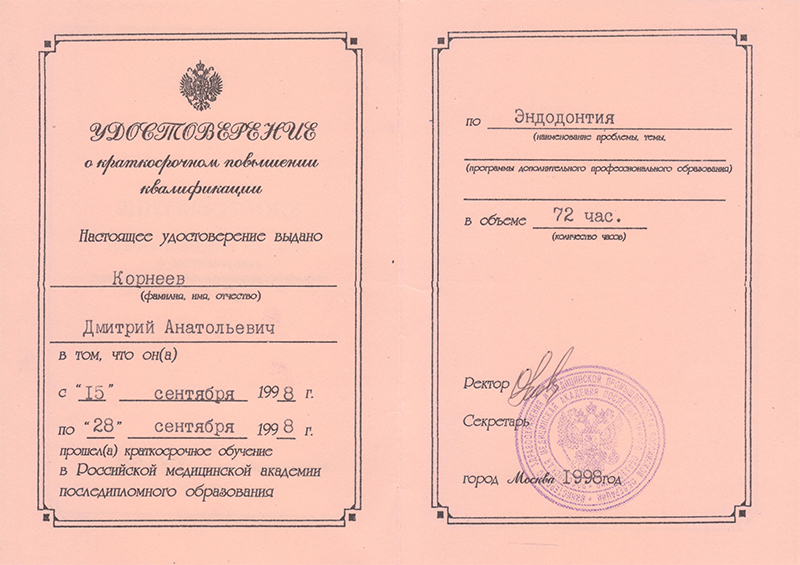 УДОСТОВЕРЕНИЕ
о краткосрочном повышении
квалификации
Настоящее удостоверение выдано
Корнеев
(фамилия, имя, отчество)
Дмитрий Анатольевич
в том, что он(а)
с "15" сентября 1998 г.
по "28" сентября 1998 г.
прошел(а) краткосрочное обучение
в Российской медицинской академии
последипломного образования
по Эндодонтия
(наименование проблемы, темы,
(программы дополнительного профессионального образования)
в объеме 72 час.
(количество часов)
Ректор
Секретарь
город Москва 1998 год